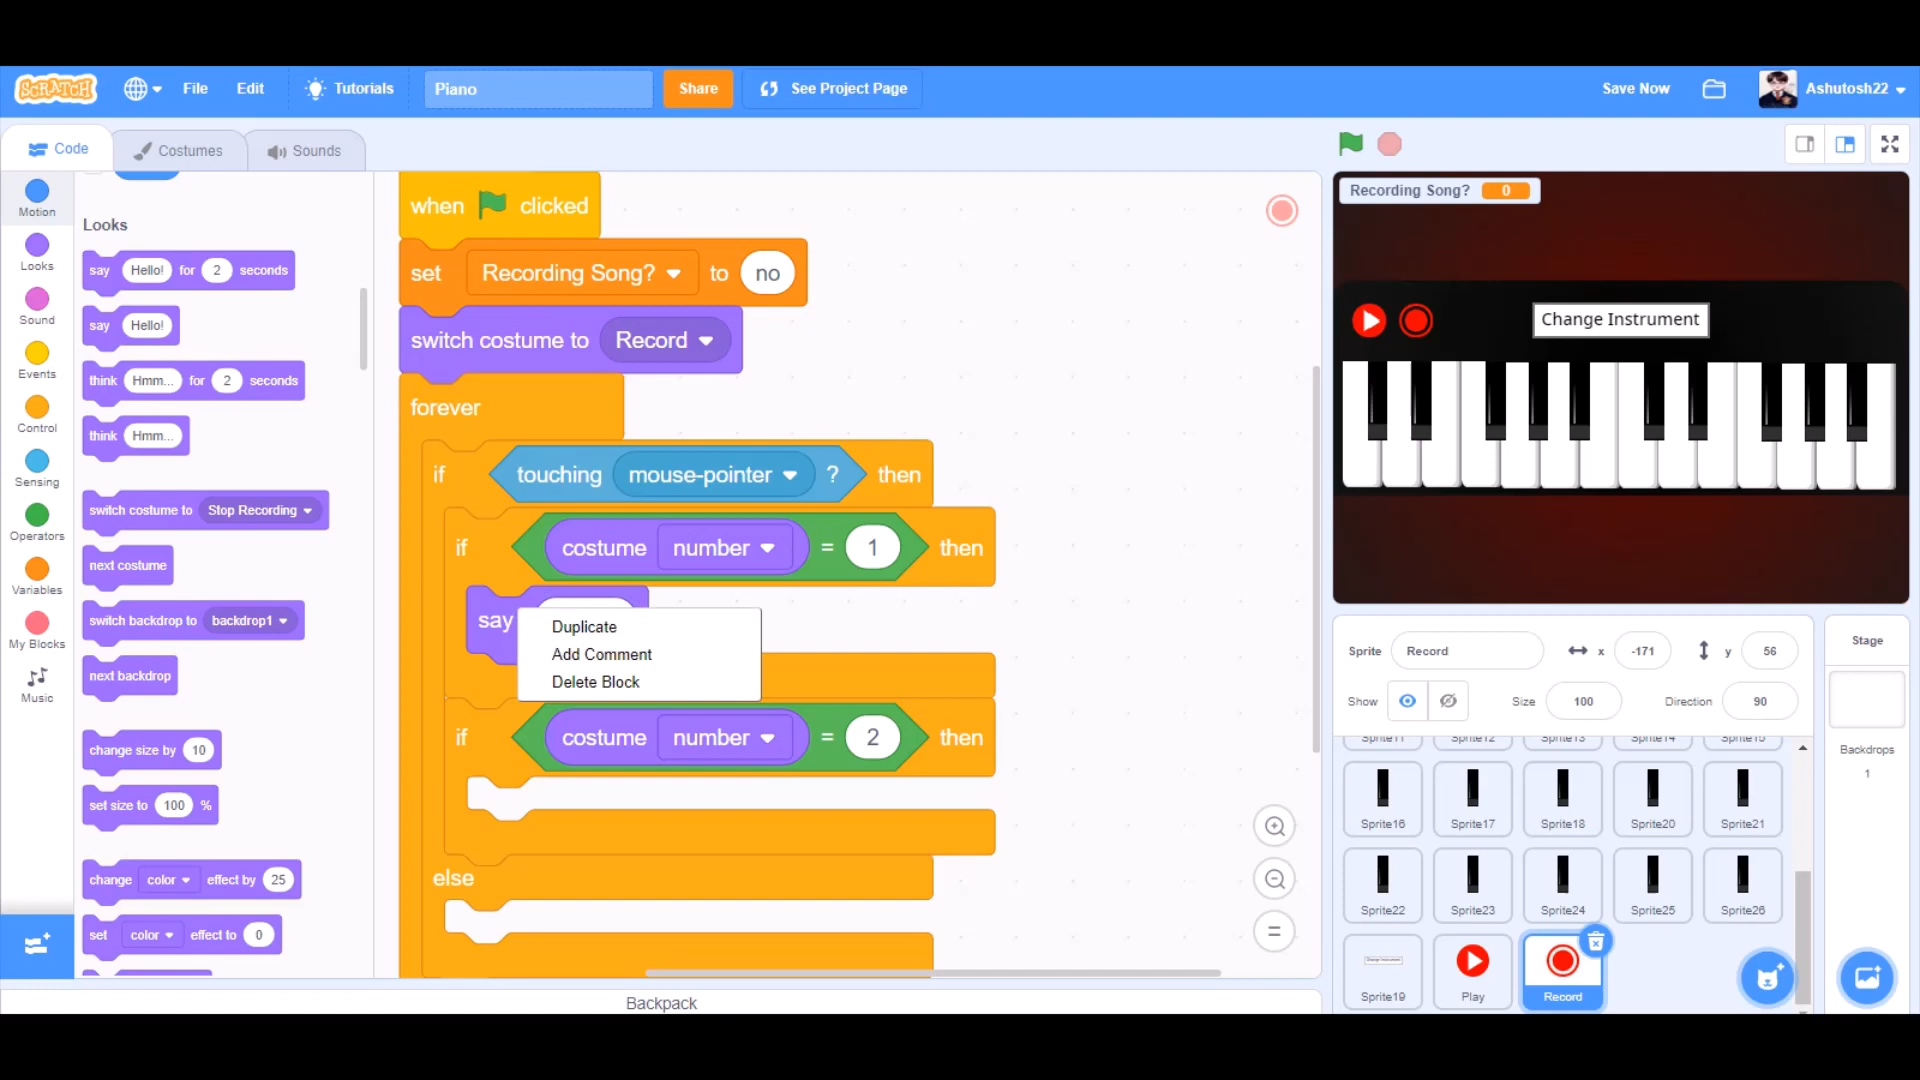 SCRATCH
File
Edit
Tutorials
Piano
Share
See Project Page
Save Now
Ashutosh22
Code
Costumes
Sounds
Motion
Looks
Sound
Events
Control
Sensing
Operators
Variables
My Blocks
Music
Looks
say Hello! for 2 seconds
say Hello!
think Hmm... for 2 seconds
think Hmm...
switch costume to Stop Recording
next costume
switch backdrop to backdrop1
next backdrop
change size by 10
set size to 100 %
change color effect by 25
set color effect to 0
when clicked
set Recording Song? to no
switch costume to Record
forever
if touching mouse-pointer ? then
if costume number = 1 then
say
Duplicate
Add Comment
Delete Block
if costume number = 2 then
else
Backpack
Recording Song? 0
Change Instrument
Sprite Record x -171 y 56
Show Size 100 Direction 90
Sprite11 Sprite12 Sprite13 Sprite14 Sprite15
Sprite16 Sprite17 Sprite18 Sprite20 Sprite21
Sprite22 Sprite23 Sprite24 Sprite25 Sprite26
Change Instrument
Sprite19 Play Record
Stage
Backdrops
1